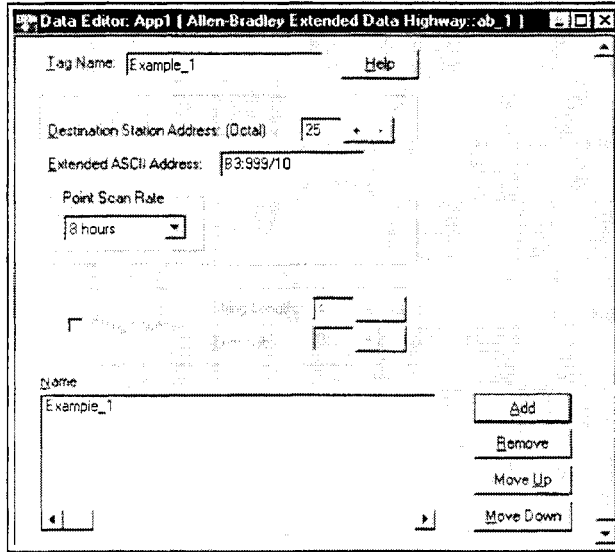 Data Editor: App1 ( Allen-Bradley Extended Data Highway::ab_1 )
Tag Name: Example_1 Help
Destination Station Address: (Octal) 25 + -
Extended ASCII Address: B3:999/10
Point Scan Rate
8 hours
Name
Example_1
Add
Remove
Move Up
Move Down